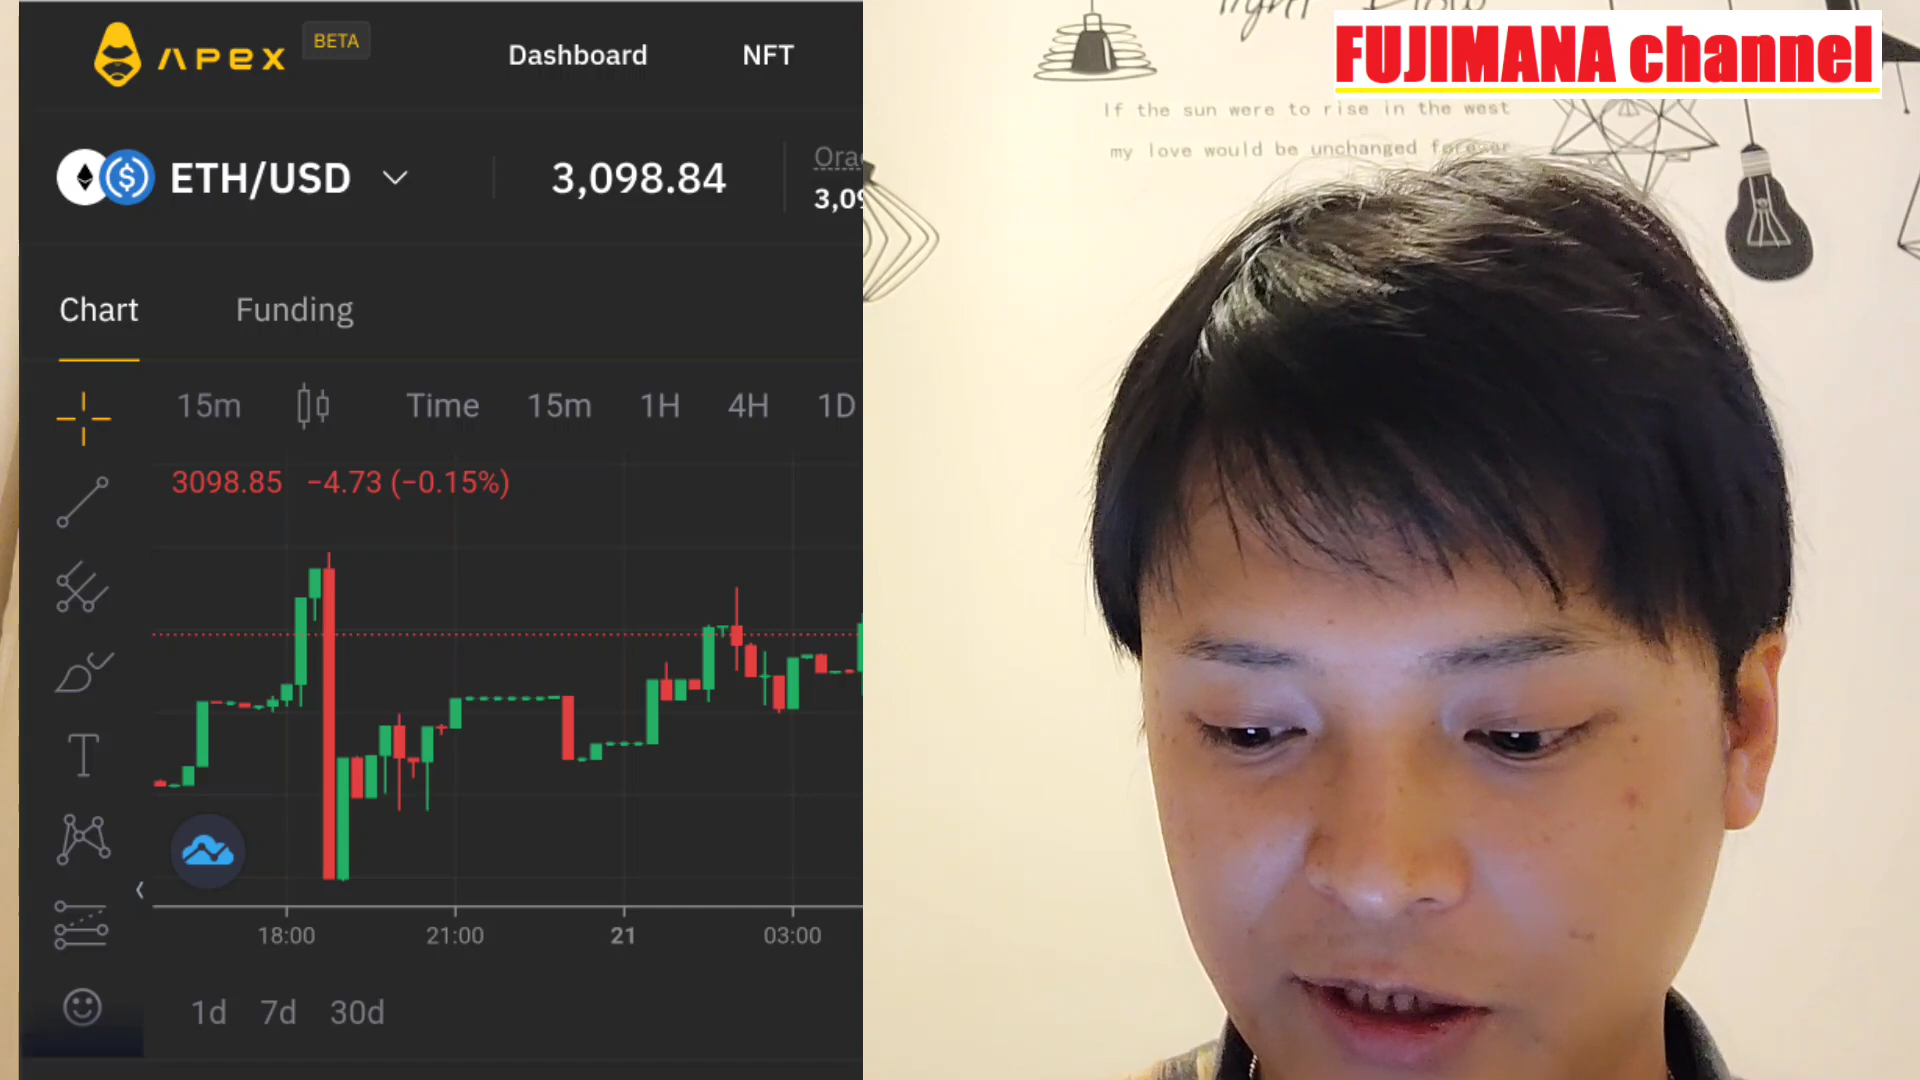 APEX BETA Dashboard NFT
ETH/USD 3,098.84
Chart Funding
15m Time 15m 1H 4H 1D
3098.85 −4.73 (−0.15%)
18:00 21:00 21 03:00
1d 7d 30d
FUJIMANA channel
If the sun were to rise in the west
my love would be unchanged forever